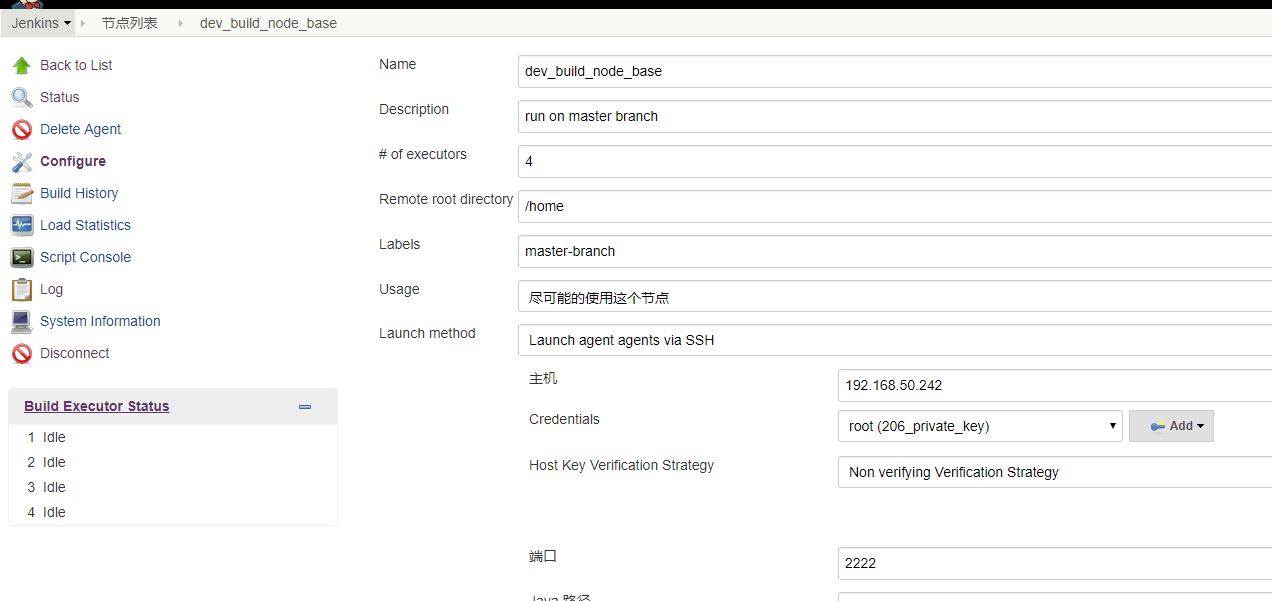 Jenkins 节点列表 dev_build_node_base
Back to List
Status
Delete Agent
Configure
Build History
Load Statistics
Script Console
Log
System Information
Disconnect
Build Executor Status
1 Idle
2 Idle
3 Idle
4 Idle
Name dev_build_node_base
Description run on master branch
# of executors 4
Remote root directory /home
Labels master-branch
Usage 尽可能的使用这个节点
Launch method Launch agent agents via SSH
主机 192.168.50.242
Credentials root (206_private_key) Add
Host Key Verification Strategy Non verifying Verification Strategy
端口 2222
Java 路径